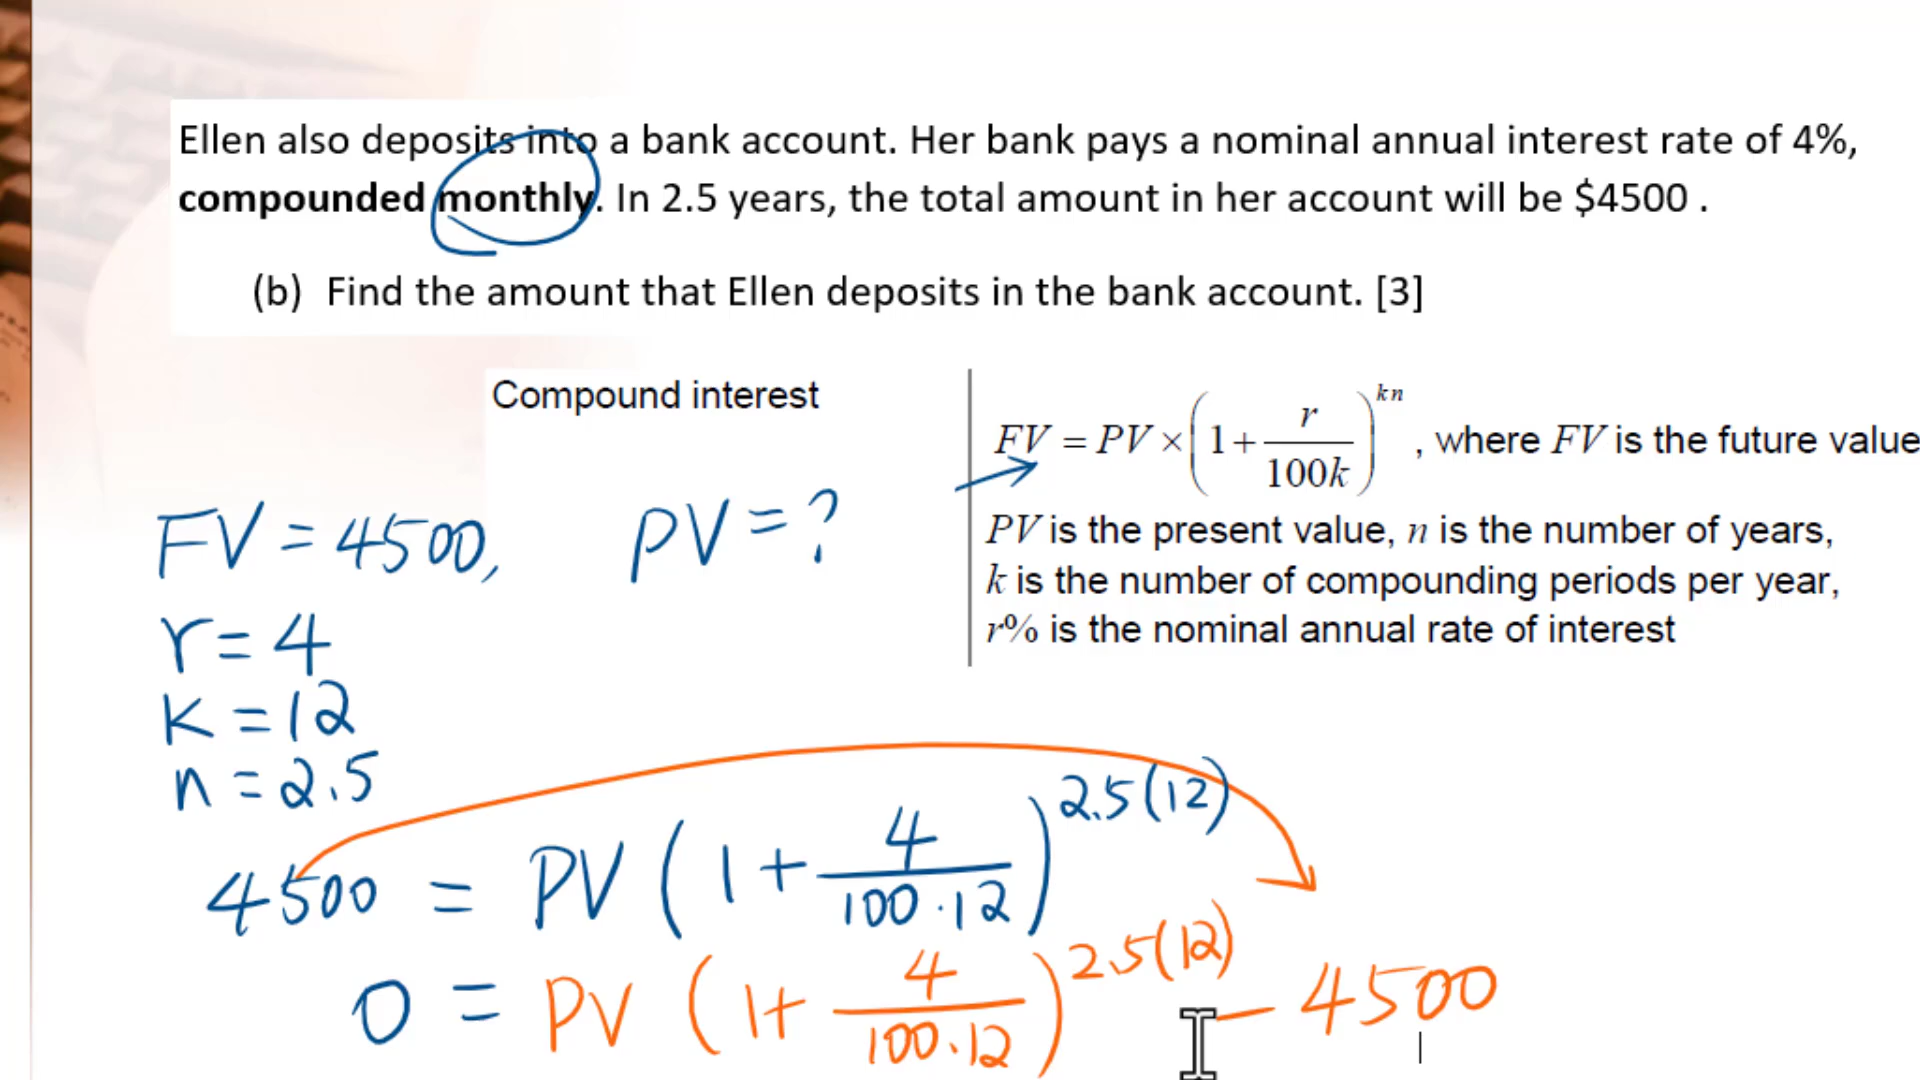 Ellen also deposits into a bank account. Her bank pays a nominal annual interest rate of 4%,
compounded monthly. In 2.5 years, the total amount in her account will be $4500 .
(b) Find the amount that Ellen deposits in the bank account. [3]
Compound interest
FV = PV × (1 + r/100k)^kn , where FV is the future value
PV is the present value, n is the number of years,
k is the number of compounding periods per year,
r% is the nominal annual rate of interest
FV = 4500, PV = ?
r = 4
k = 12
n = 2.5
4500 = PV (1 + 4/100·12)^2.5(12)
0 = PV (1 + 4/100·12)^2.5(12) − 4500